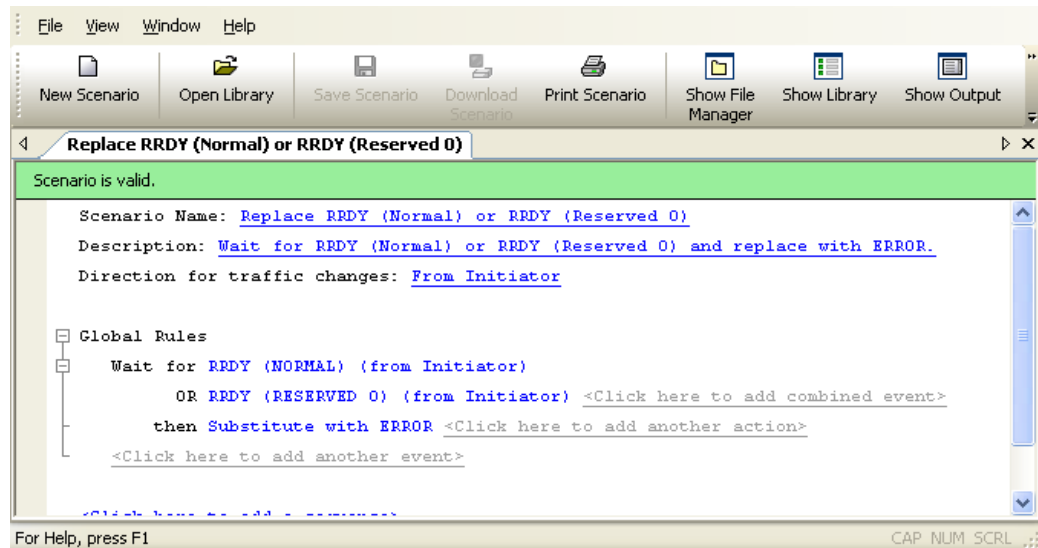 File View Window Help
New Scenario Open Library Save Scenario Download Scenario Print Scenario Show File Manager Show Library Show Output
Replace RRDY (Normal) or RRDY (Reserved 0)
Scenario is valid.
Scenario Name: Replace RRDY (Normal) or RRDY (Reserved 0)
Description: Wait for RRDY (Normal) or RRDY (Reserved 0) and replace with ERROR.
Direction for traffic changes: From Initiator
Global Rules
Wait for RRDY (NORMAL) (from Initiator)
OR RRDY (RESERVED 0) (from Initiator) <Click here to add combined event>
then Substitute with ERROR <Click here to add another action>
<Click here to add another event>
<Click here to add a sequence>
For Help, press F1 CAP NUM SCRL